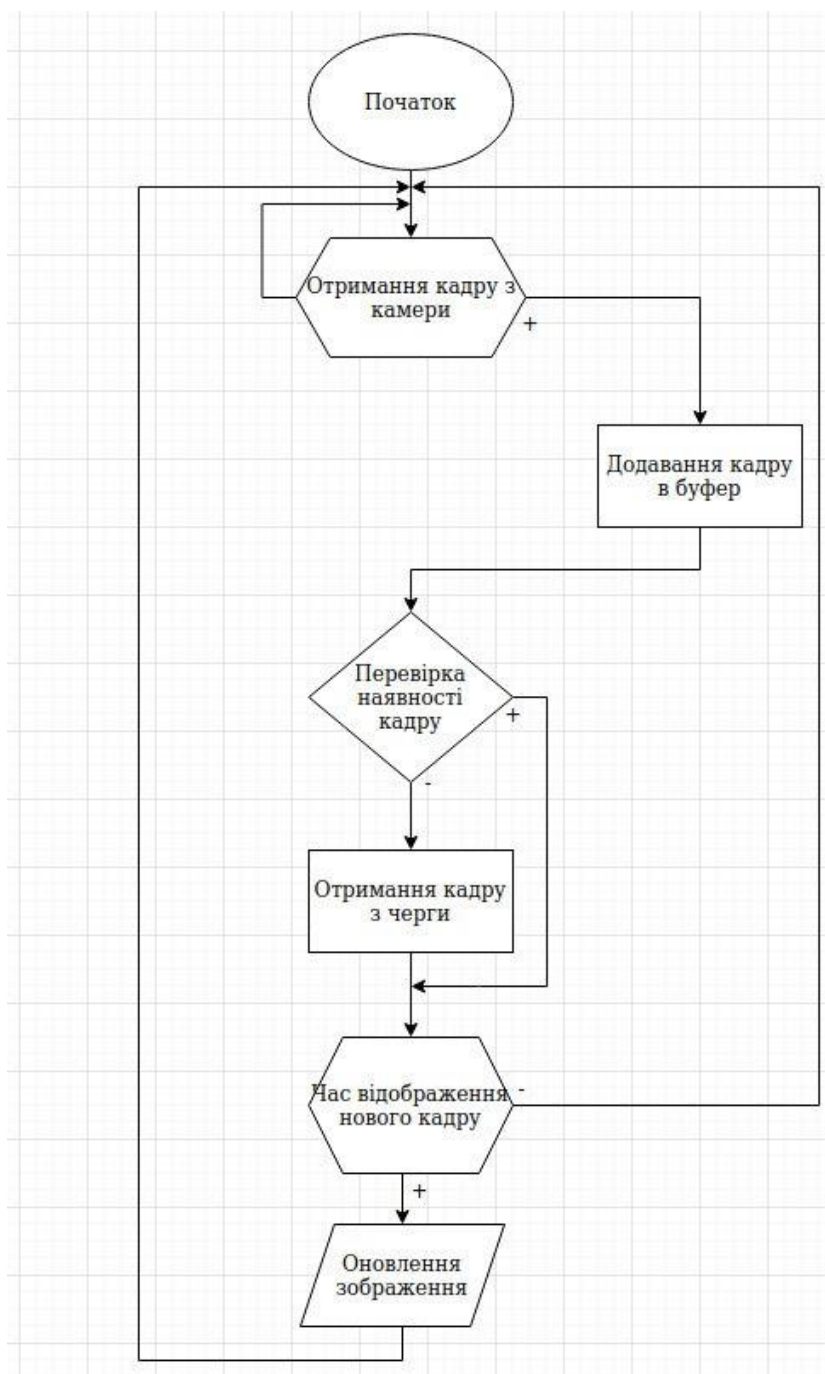 Початок
Отримання кадру з
камери
+
Додавання кадру
в буфер
Перевірка
наявності
кадру
+
-
Отримання кадру
з черги
Час відображення
нового кадру
-
+
Оновлення
зображення